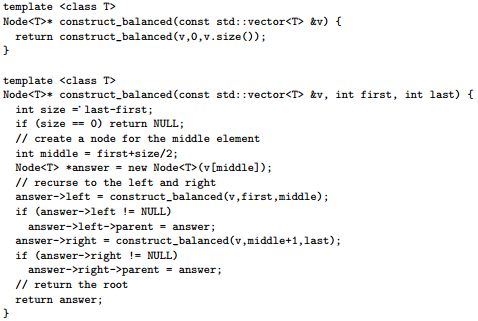 template <class T>
Node<T>* construct_balanced(const std::vector<T> &v) {
  return construct_balanced(v,0,v.size());
}

template <class T>
Node<T>* construct_balanced(const std::vector<T> &v, int first, int last) {
  int size = last-first;
  if (size == 0) return NULL;
  // create a node for the middle element
  int middle = first+size/2;
  Node<T> *answer = new Node<T>(v[middle]);
  // recurse to the left and right
  answer->left = construct_balanced(v,first,middle);
  if (answer->left != NULL)
    answer->left->parent = answer;
  answer->right = construct_balanced(v,middle+1,last);
  if (answer->right != NULL)
    answer->right->parent = answer;
  // return the root
  return answer;
}